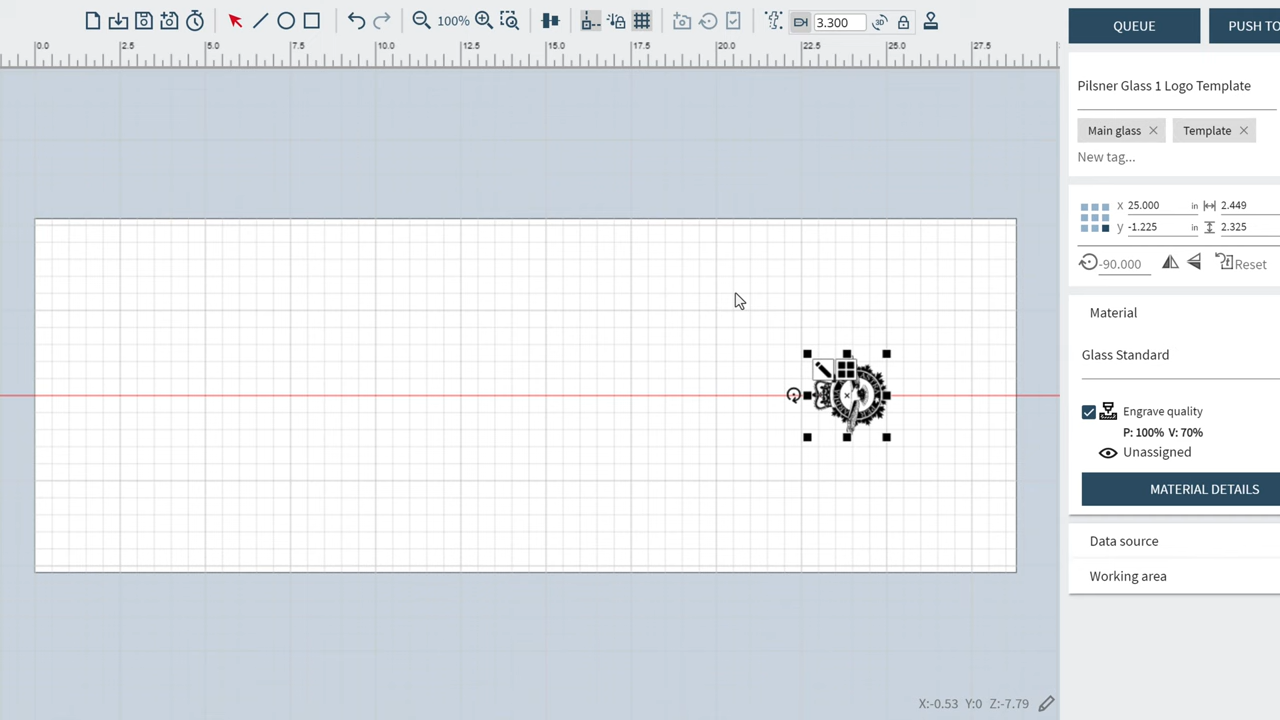 100%
3.300
QUEUE
PUSH TO
0.0 2.5 5.0 7.5 10.0 12.5 15.0 17.5 20.0 22.5 25.0 27.5
Pilsner Glass 1 Logo Template
Main glass
Template
New tag...
X 25.000 in 2.449
y -1.225 in 2.325
-90.000 Reset
Material
Glass Standard
Engrave quality
P: 100% V: 70%
Unassigned
MATERIAL DETAILS
Data source
Working area
X:-0.53 Y:0 Z:-7.79